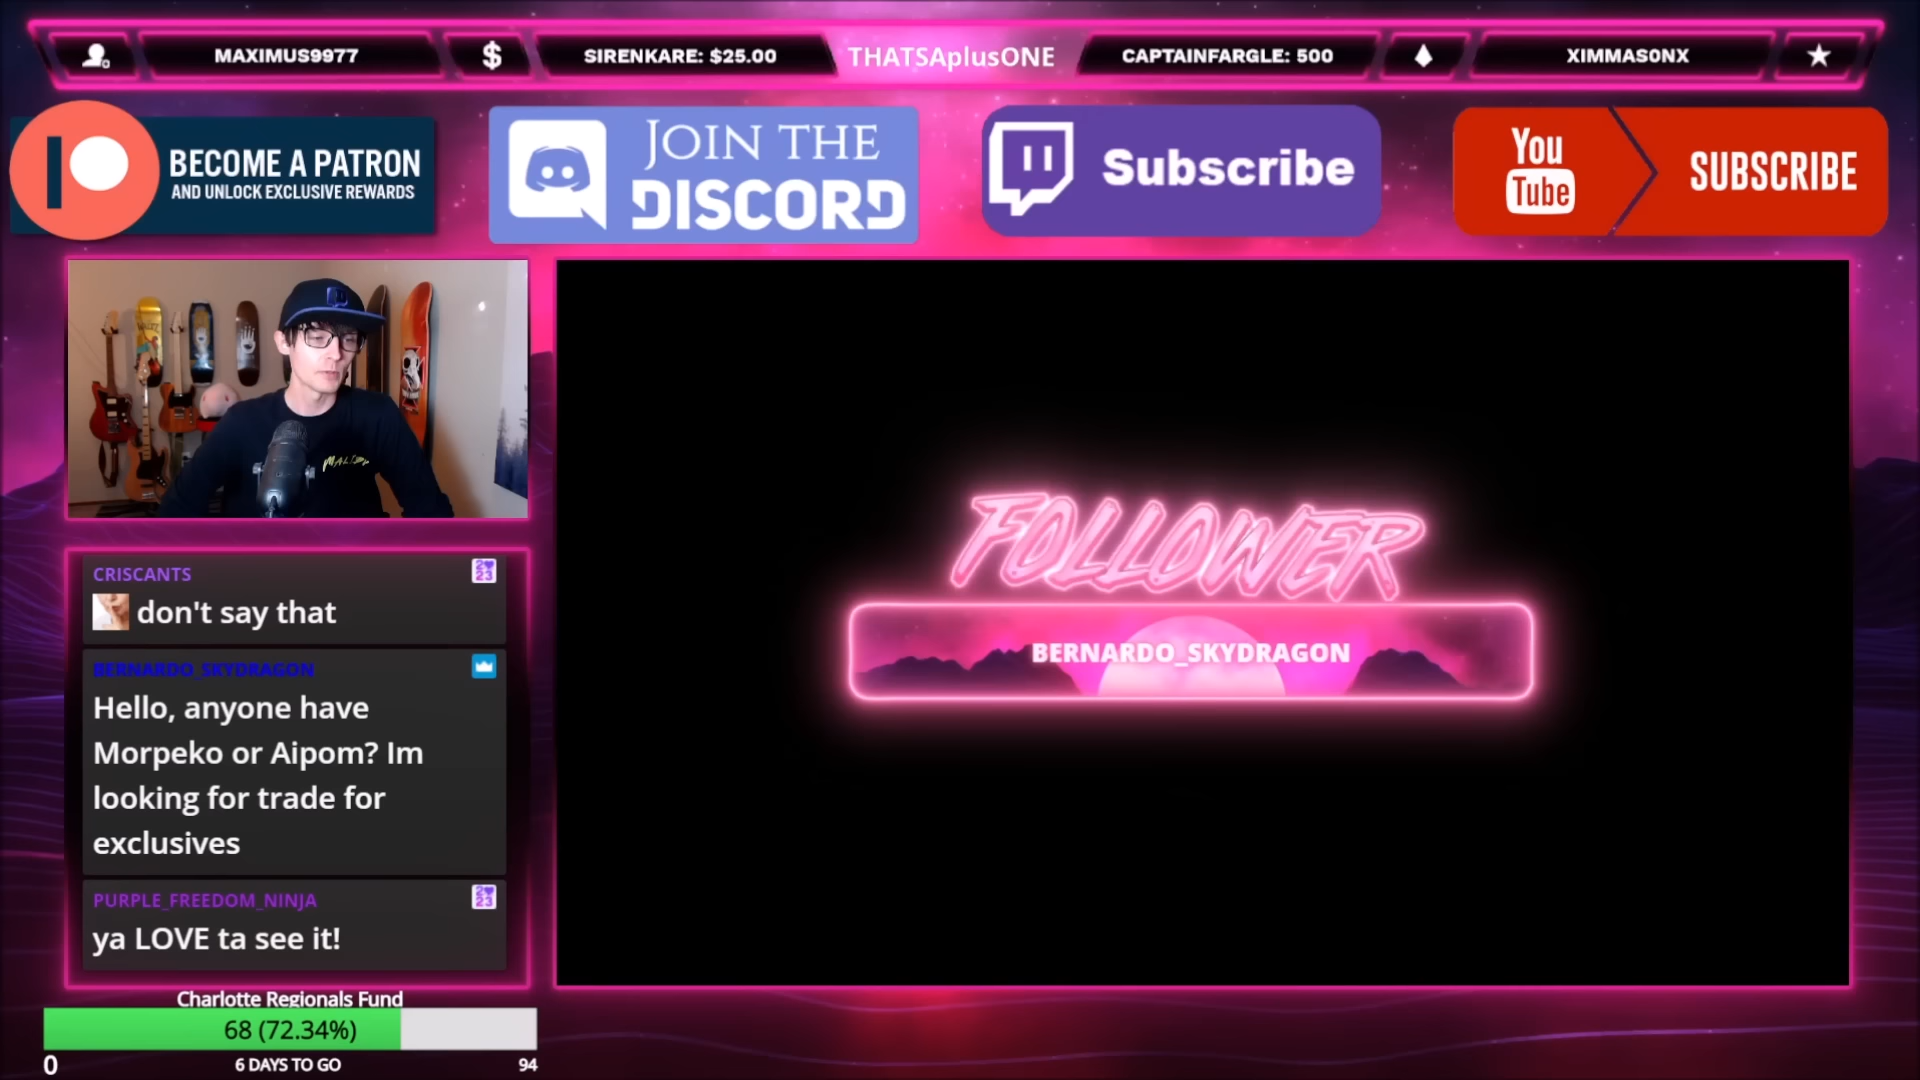 MAXIMUS9977
$
SIRENKARE: $25.00
THATSAplusONE
CAPTAINFARGLE: 500
XIMMAS0NX
BECOME A PATRON
AND UNLOCK EXCLUSIVE REWARDS
JOIN THE
DISCORD
Subscribe
You
Tube
SUBSCRIBE
CRISCANTS
don't say that
BERNARDO_SKYDRAGON
Hello, anyone have
Morpeko or Aipom? Im
looking for trade for
exclusives
PURPLE_FREEDOM_NINJA
ya LOVE ta see it!
FOLLOWER
BERNARDO_SKYDRAGON
Charlotte Regionals Fund
68 (72.34%)
0
6 DAYS TO GO
94